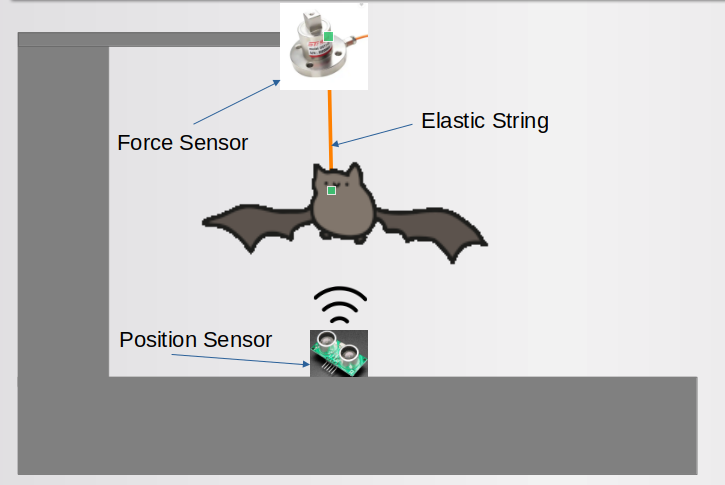 Elastic String
Force Sensor
Position Sensor